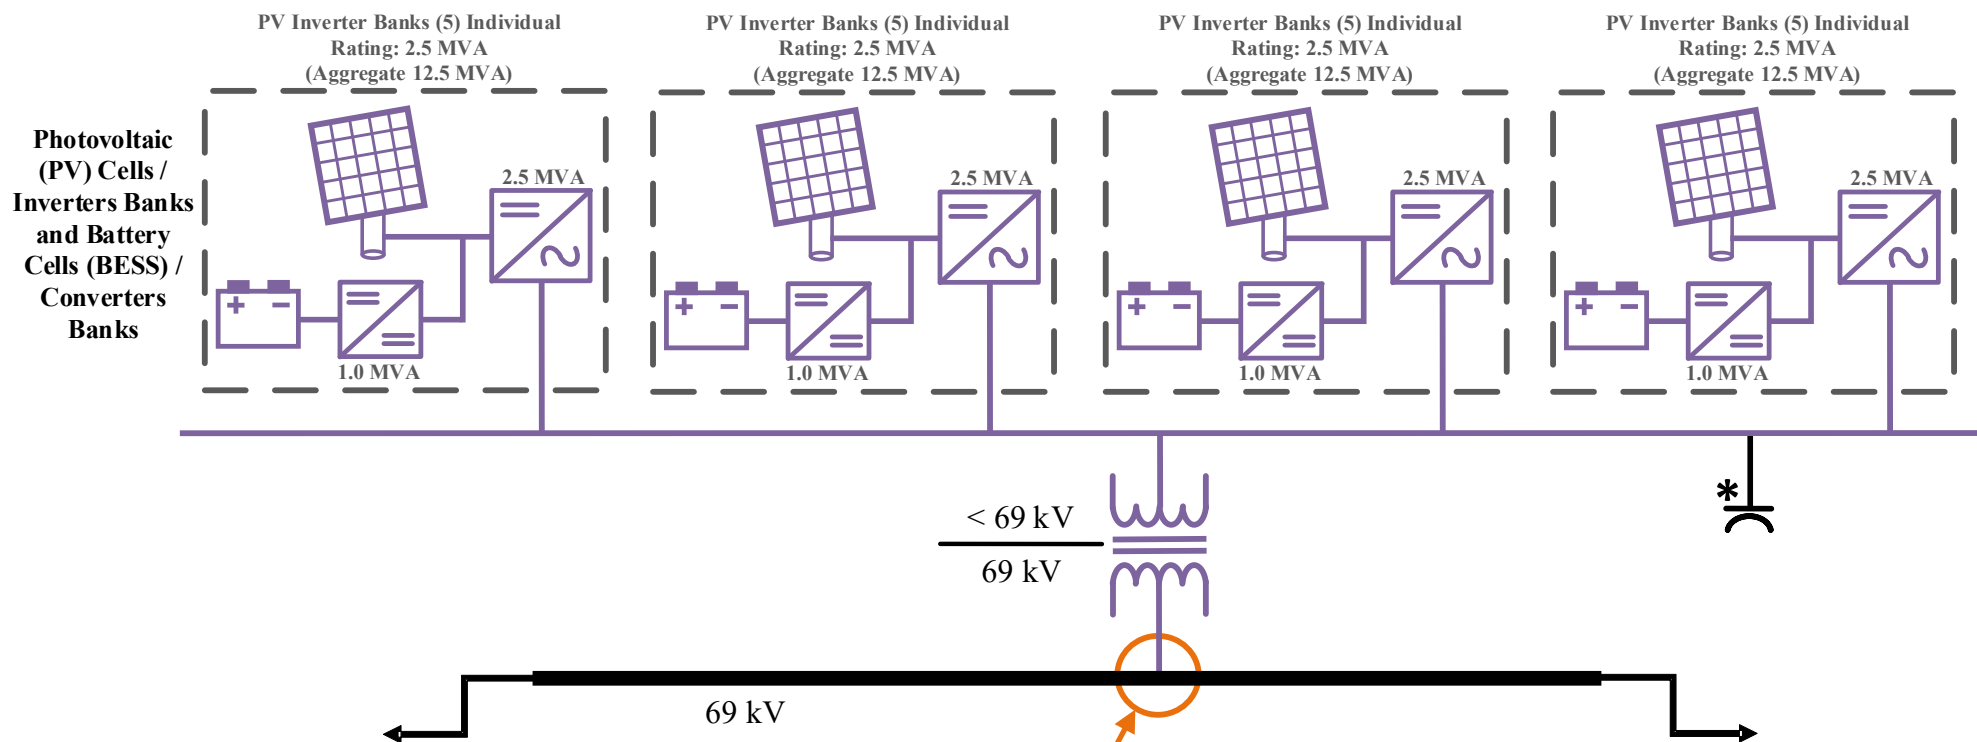 PV Inverter Banks (5) Individual
Rating: 2.5 MVA
(Aggregate 12.5 MVA)
PV Inverter Banks (5) Individual
Rating: 2.5 MVA
(Aggregate 12.5 MVA)
PV Inverter Banks (5) Individual
Rating: 2.5 MVA
(Aggregate 12.5 MVA)
PV Inverter Banks (5) Individual
Rating: 2.5 MVA
(Aggregate 12.5 MVA)
Photovoltaic
(PV) Cells /
Inverters Banks
and Battery
Cells (BESS) /
Converters
Banks
2.5 MVA
+ −
1.0 MVA
2.5 MVA
+ −
1.0 MVA
2.5 MVA
+ −
1.0 MVA
2.5 MVA
+ −
1.0 MVA
*
< 69 kV
69 kV
69 kV